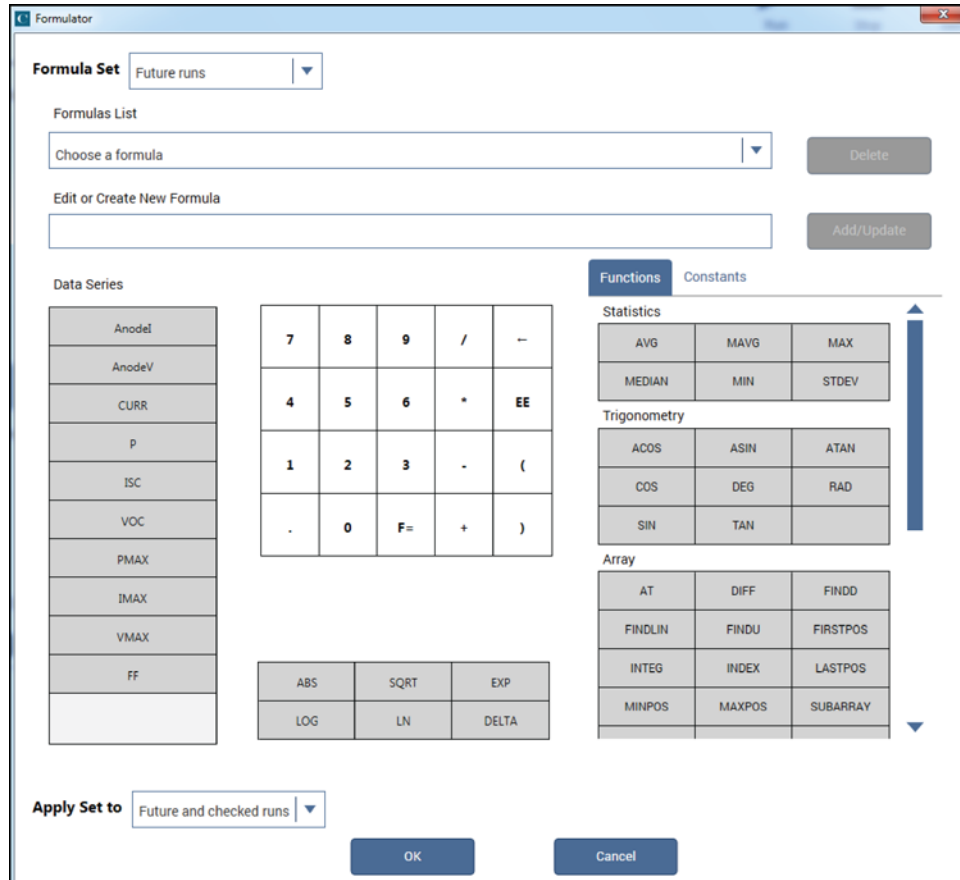 C Formulator
Formula Set Future runs
Formulas List
Choose a formula
Delete
Edit or Create New Formula
Add/Update
Data Series
AnodeI
AnodeV
CURR
P
ISC
VOC
PMAX
IMAX
VMAX
FF
7 8 9 / ←
4 5 6 * EE
1 2 3 - (
. 0 F= + )
ABS SQRT EXP
LOG LN DELTA
Functions Constants
Statistics
AVG MAVG MAX
MEDIAN MIN STDEV
Trigonometry
ACOS ASIN ATAN
COS DEG RAD
SIN TAN
Array
AT DIFF FINDD
FINDLIN FINDU FIRSTPOS
INTEG INDEX LASTPOS
MINPOS MAXPOS SUBARRAY
Apply Set to Future and checked runs
OK Cancel